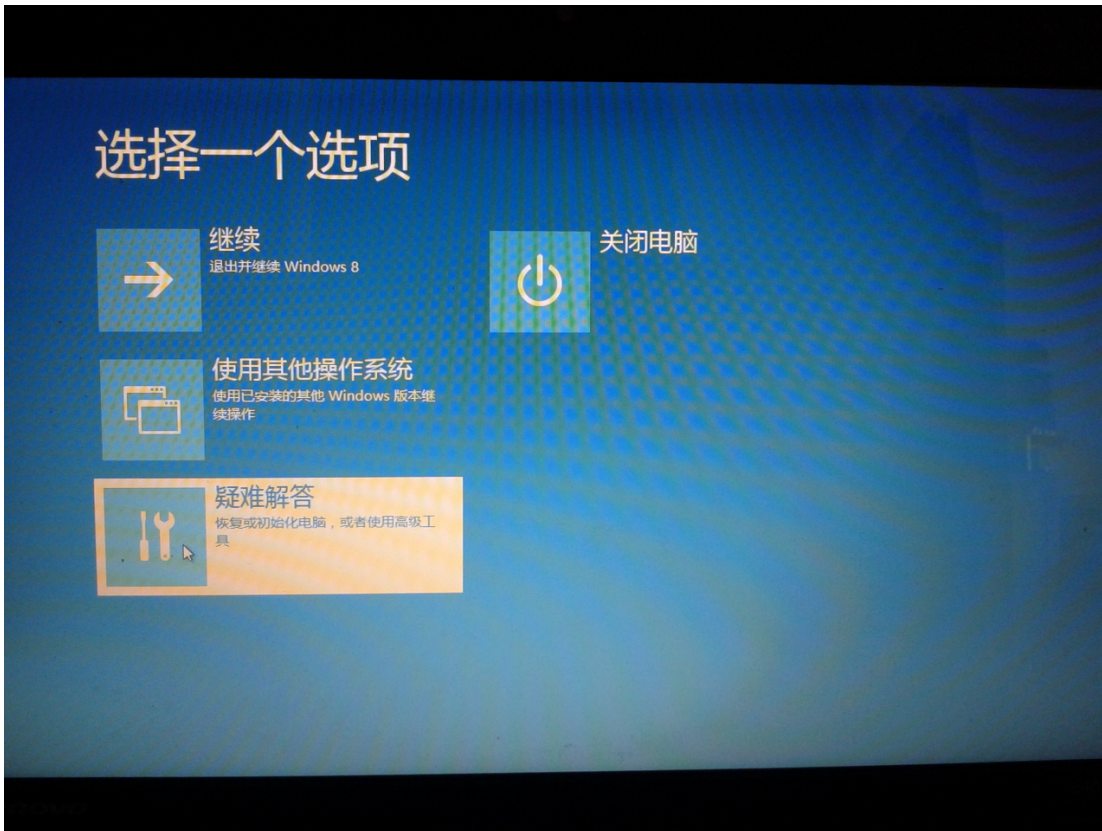 选择一个选项
继续
退出并继续 Windows 8
关闭电脑
使用其他操作系统
使用已安装的其他 Windows 版本继
续操作
疑难解答
恢复或初始化电脑，或者使用高级工
具